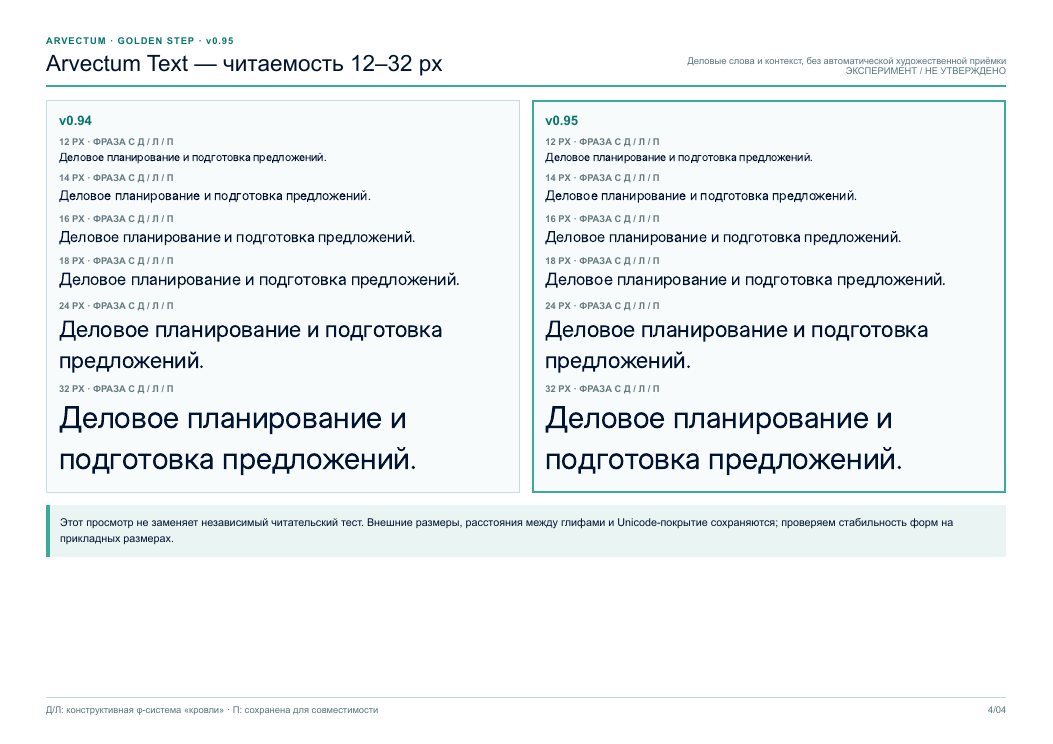 ARVECTUM · GOLDEN STEP · v0.95
Arvectum Text — читаемость 12–32 px
Деловые слова и контекст, без автоматической художественной приёмки
ЭКСПЕРИМЕНТ / НЕ УТВЕРЖДЕНО
v0.94
12 PX · ФРАЗА С Д / Л / П
Деловое планирование и подготовка предложений.
14 PX · ФРАЗА С Д / Л / П
Деловое планирование и подготовка предложений.
16 PX · ФРАЗА С Д / Л / П
Деловое планирование и подготовка предложений.
18 PX · ФРАЗА С Д / Л / П
Деловое планирование и подготовка предложений.
24 PX · ФРАЗА С Д / Л / П
Деловое планирование и подготовка
предложений.
32 PX · ФРАЗА С Д / Л / П
Деловое планирование и
подготовка предложений.
v0.95
12 PX · ФРАЗА С Д / Л / П
Деловое планирование и подготовка предложений.
14 PX · ФРАЗА С Д / Л / П
Деловое планирование и подготовка предложений.
16 PX · ФРАЗА С Д / Л / П
Деловое планирование и подготовка предложений.
18 PX · ФРАЗА С Д / Л / П
Деловое планирование и подготовка предложений.
24 PX · ФРАЗА С Д / Л / П
Деловое планирование и подготовка
предложений.
32 PX · ФРАЗА С Д / Л / П
Деловое планирование и
подготовка предложений.
Этот просмотр не заменяет независимый читательский тест. Внешние размеры, расстояния между глифами и Unicode-покрытие сохраняются; проверяем стабильность форм на
прикладных размерах.
Д/Л: конструктивная φ-система «кровли» · П: сохранена для совместимости
4/04